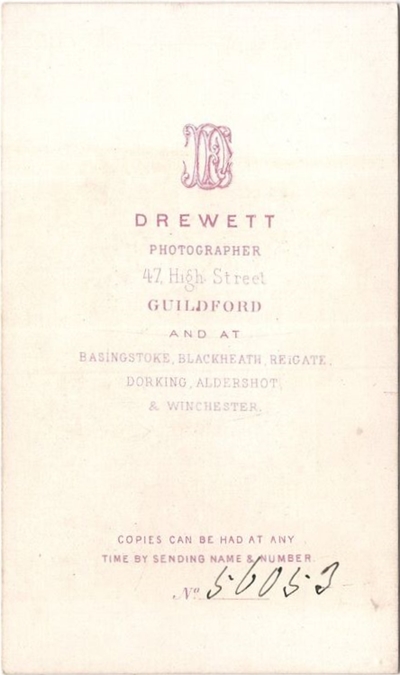 DREWETT
PHOTOGRAPHER
47, High Street
GUILDFORD
AND AT
BASINGSTOKE, BLACKHEATH, REIGATE,
DORKING, ALDERSHOT,
& WINCHESTER.
COPIES CAN BE HAD AT ANY
TIME BY SENDING NAME & NUMBER.
No. 56053